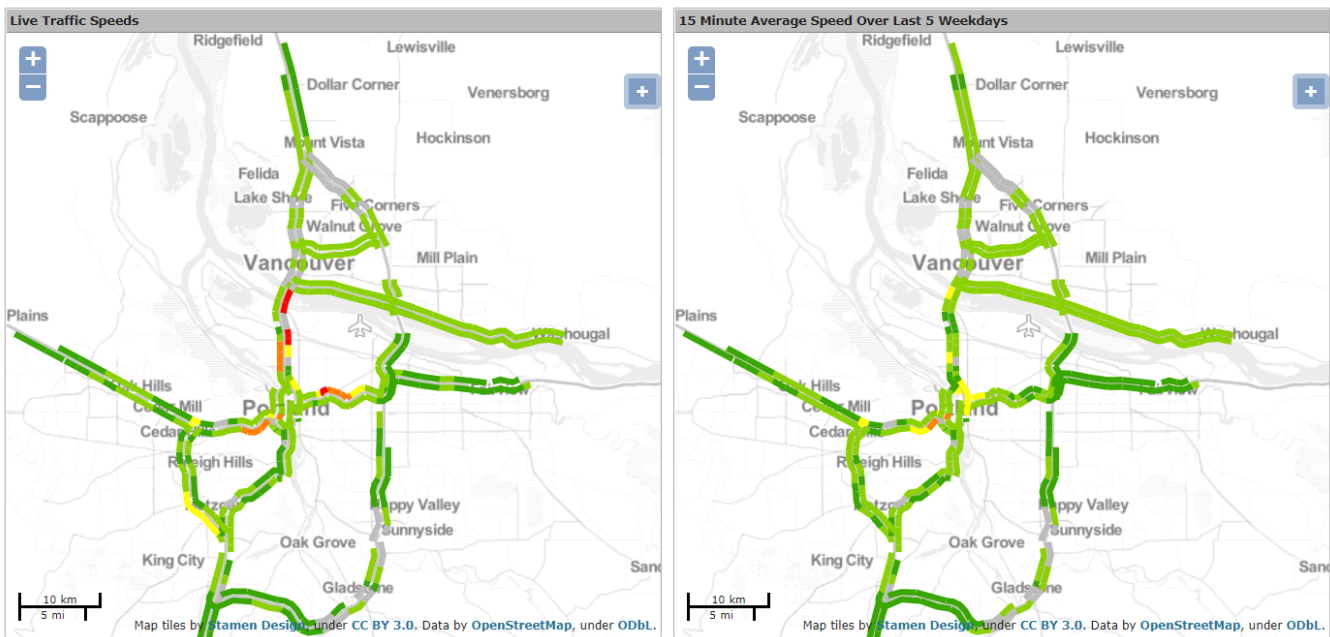 Live Traffic Speeds
+
−
+
Ridgefield
Lewisville
Dollar Corner
Venersborg
Scappoose
Mount Vista
Hockinson
Felida
Lake Shore
Five Corners
Walnut Grove
Vancouver
Mill Plain
Plains
Washougal
Oak Hills
Cedar Mill
Portland
Raleigh Hills
Happy Valley
Sunnyside
King City
Oak Grove
Gladstone
10 km
5 mi
Map tiles by Stamen Design, under CC BY 3.0. Data by OpenStreetMap, under ODbL.
15 Minute Average Speed Over Last 5 Weekdays
+
−
+
Ridgefield
Lewisville
Dollar Corner
Venersborg
Scappoose
Mount Vista
Hockinson
Felida
Lake Shore
Five Corners
Walnut Grove
Vancouver
Mill Plain
Plains
Washougal
Oak Hills
Cedar Mill
Portland
Raleigh Hills
Happy Valley
Sunnyside
King City
Oak Grove
San
Gladstone
10 km
5 mi
Map tiles by Stamen Design, under CC BY 3.0. Data by OpenStreetMap, under ODbL.